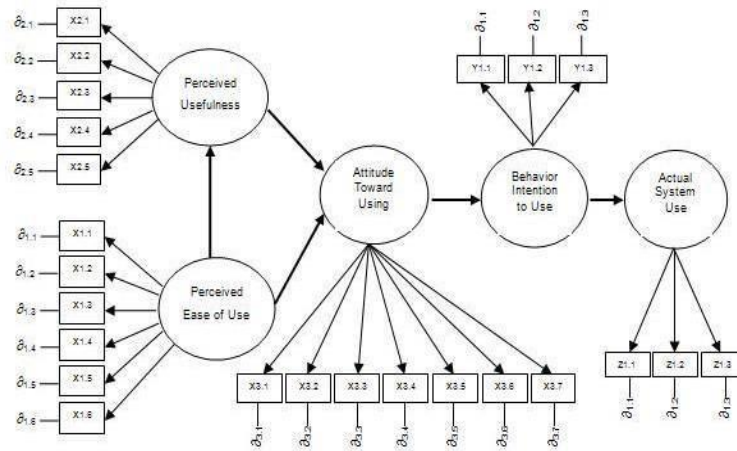 ∂2.1 X2.1
∂2.2 X2.2
∂2.3 X2.3
∂2.4 X2.4
∂2.5 X2.5
Perceived
Usefulness
∂1.1 X1.1
∂1.2 X1.2
∂1.3 X1.3
∂1.4 X1.4
∂1.5 X1.5
∂1.6 X1.6
Perceived
Ease of Use
Attitude
Toward
Using
X3.1 X3.2 X3.3 X3.4 X3.5 X3.6 X3.7
∂3.1 ∂3.2 ∂3.3 ∂3.4 ∂3.5 ∂3.6 ∂3.7
∂1.1 ∂1.2 ∂1.3
Y1.1 Y1.2 Y1.3
Behavior
Intention
to Use
Actual
System
Use
Z1.1 Z1.2 Z1.3
∂1.1 ∂1.2 ∂1.3